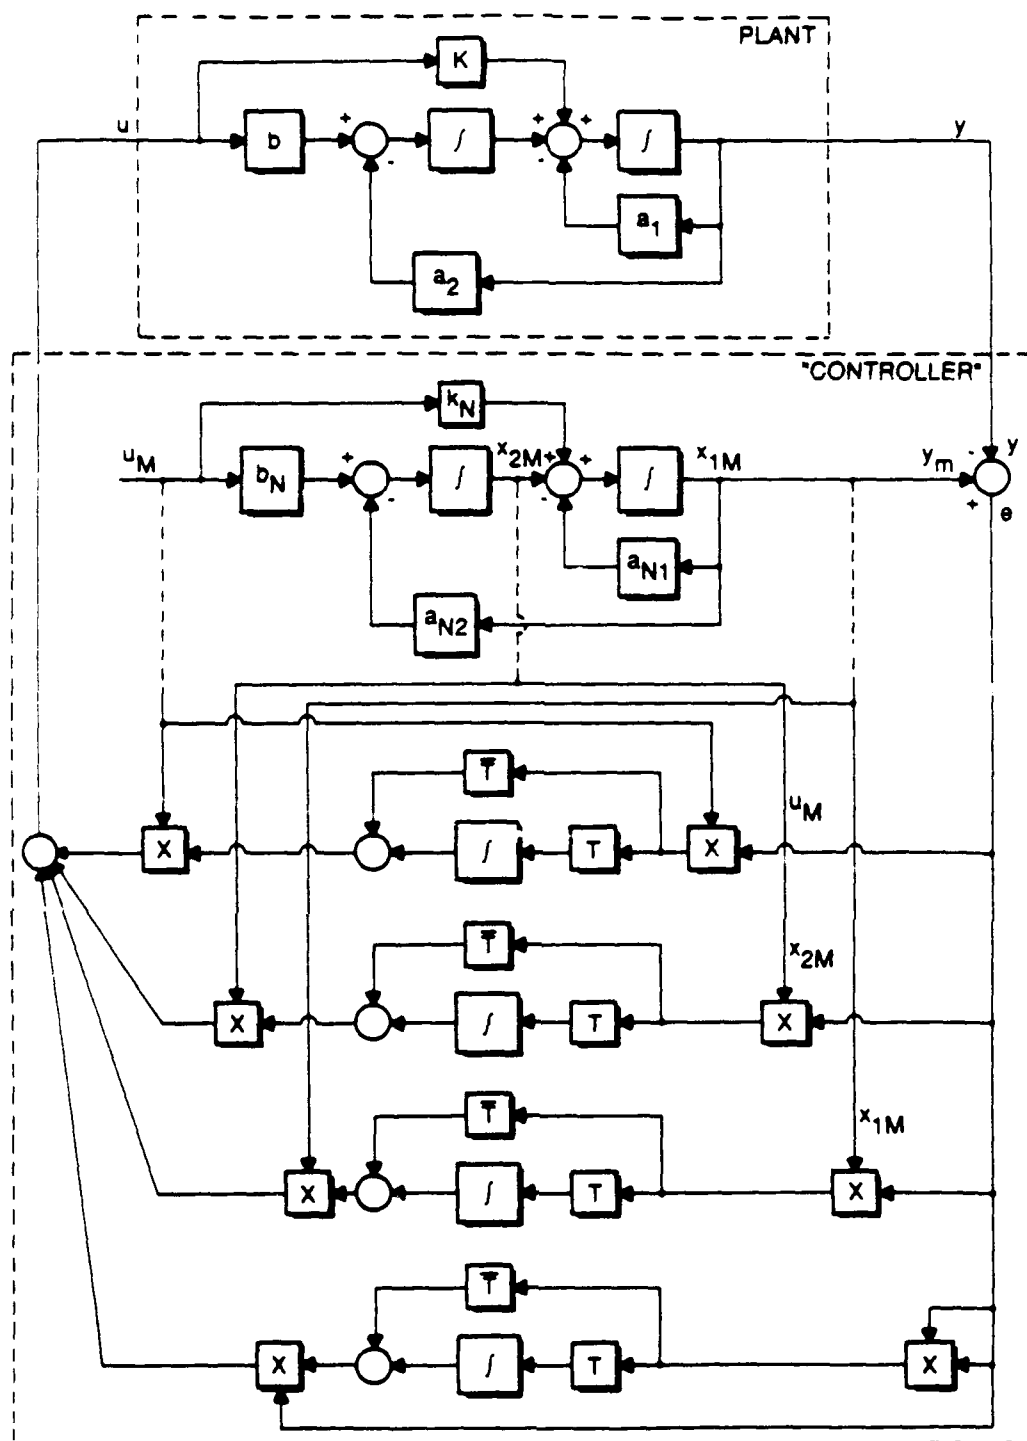 PLANT
K
u
b
+
-
∫
+
+
-
∫
y
a1
a2
"CONTROLLER"
kN
uM
bN
+
-
∫
x2M
+
+
-
∫
x1M
ym
-
y
+
e
aN1
aN2
T̅
uM
X
∫
T
X
T̅
x2M
X
∫
T
X
T̅
x1M
X
∫
T
X
T̅
X
∫
T
X